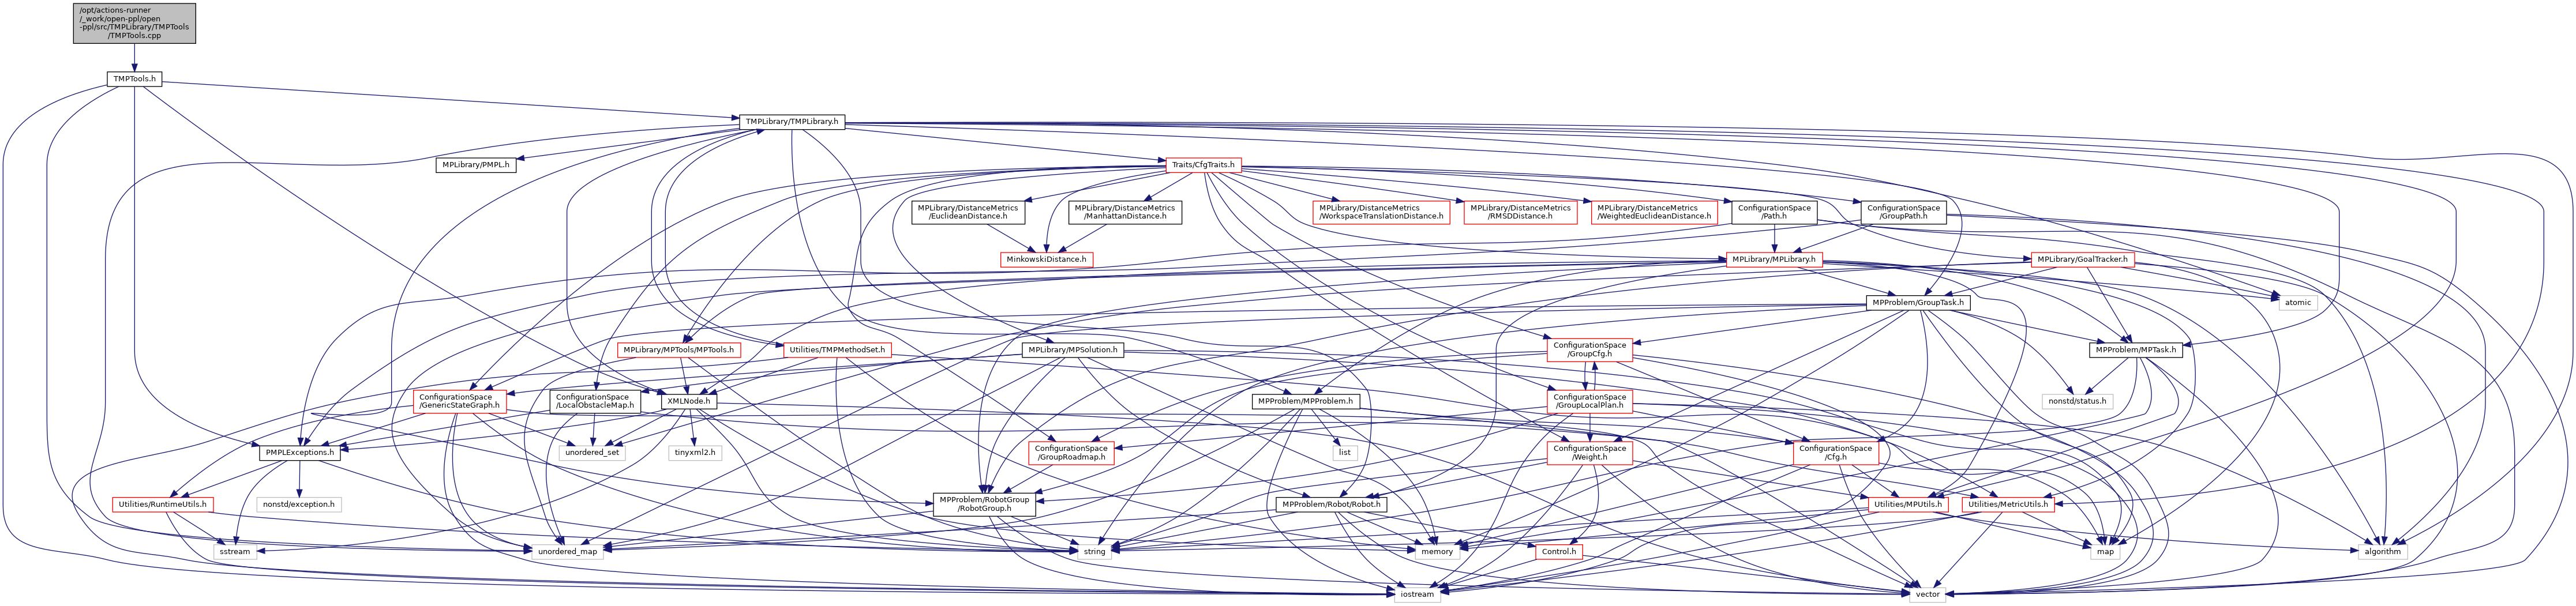 /opt/actions-runner
/_work/open-ppl/open
-ppl/src/TMPLibrary/TMPTools
/TMPTools.cpp
TMPTools.h
TMPLibrary/TMPLibrary.h
MPLibrary/PMPL.h
Traits/CfgTraits.h
MPLibrary/DistanceMetrics
/EuclideanDistance.h
MPLibrary/DistanceMetrics
/ManhattanDistance.h
MPLibrary/DistanceMetrics
/WorkspaceTranslationDistance.h
MPLibrary/DistanceMetrics
/RMSDDistance.h
MPLibrary/DistanceMetrics
/WeightedEuclideanDistance.h
ConfigurationSpace
/Path.h
ConfigurationSpace
/GroupPath.h
MinkowskiDistance.h
MPLibrary/MPLibrary.h
MPLibrary/GoalTracker.h
MPProblem/GroupTask.h
atomic
MPLibrary/MPTools/MPTools.h
Utilities/TMPMethodSet.h
MPLibrary/MPSolution.h
ConfigurationSpace
/GroupCfg.h
MPProblem/MPTask.h
ConfigurationSpace
/GenericStateGraph.h
ConfigurationSpace
/LocalObstacleMap.h
XMLNode.h
MPProblem/MPProblem.h
ConfigurationSpace
/GroupLocalPlan.h
nonstd/status.h
PMPLExceptions.h
unordered_set
tinyxml2.h
ConfigurationSpace
/GroupRoadmap.h
list
ConfigurationSpace
/Weight.h
ConfigurationSpace
/Cfg.h
Utilities/RuntimeUtils.h
nonstd/exception.h
MPProblem/RobotGroup
/RobotGroup.h
MPProblem/Robot/Robot.h
Utilities/MPUtils.h
Utilities/MetricUtils.h
sstream
unordered_map
string
memory
Control.h
map
algorithm
iostream
vector